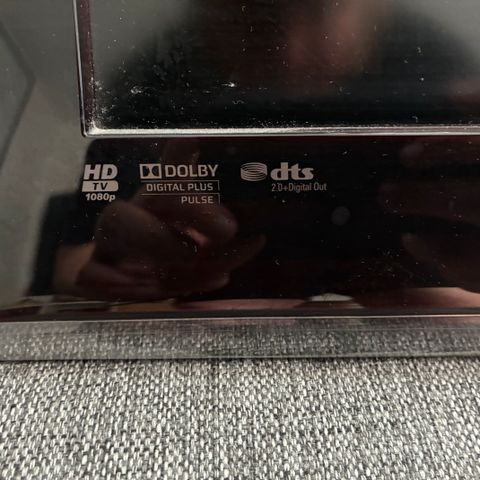 HD
TV
1080p
DOLBY
DIGITAL PLUS
PULSE
dts
2.0+Digital Out